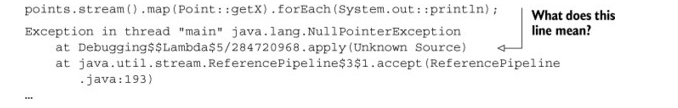 points.stream().map(Point::getX).forEach(System.out::println);
What does this
line mean?
Exception in thread "main" java.lang.NullPointerException
at Debugging$$Lambda$5/284720968.apply(Unknown Source)
at java.util.stream.ReferencePipeline$3$1.accept(ReferencePipeline
.java:193)
…